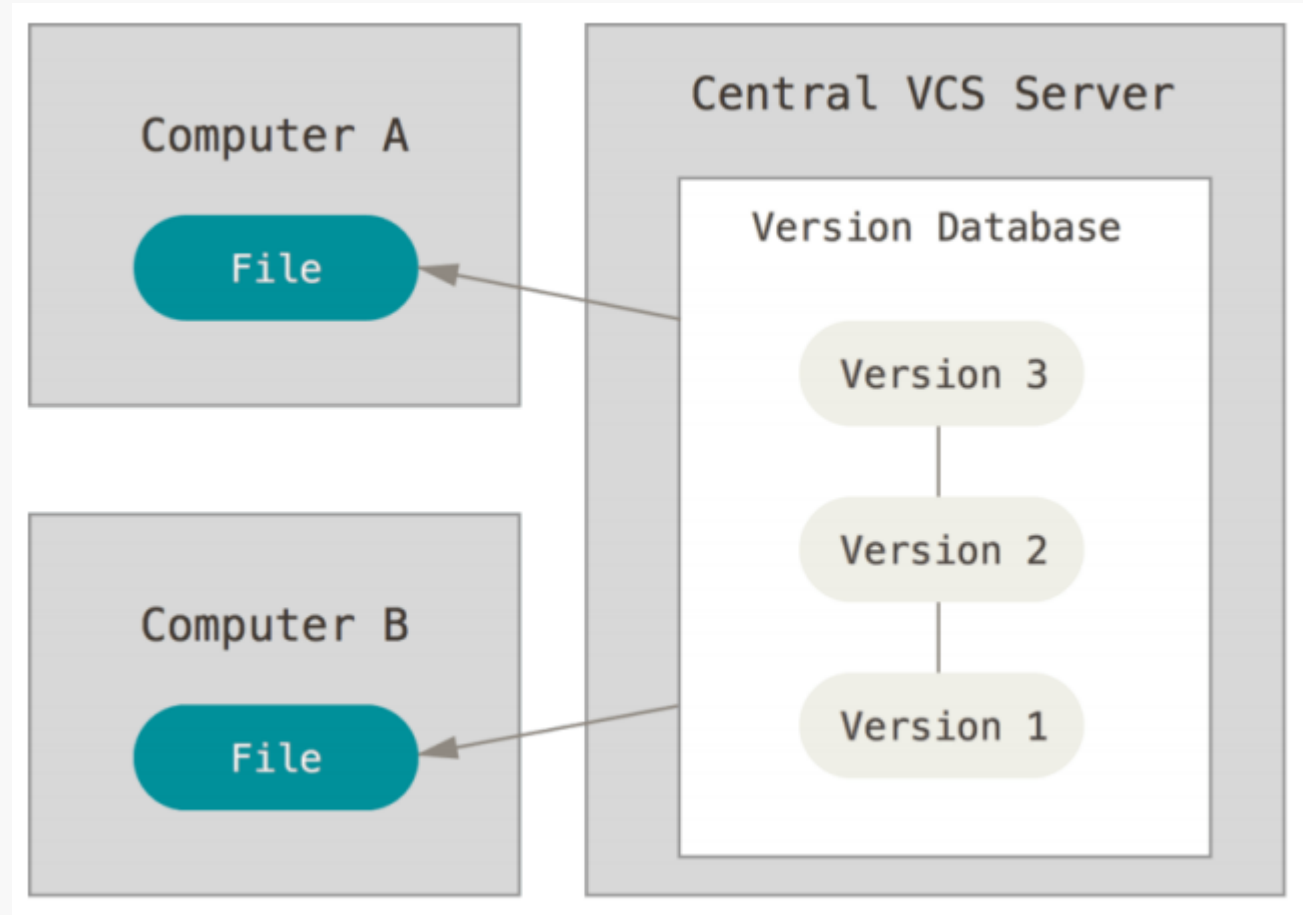 Computer A
File
Computer B
File
Central VCS Server
Version Database
Version 3
Version 2
Version 1